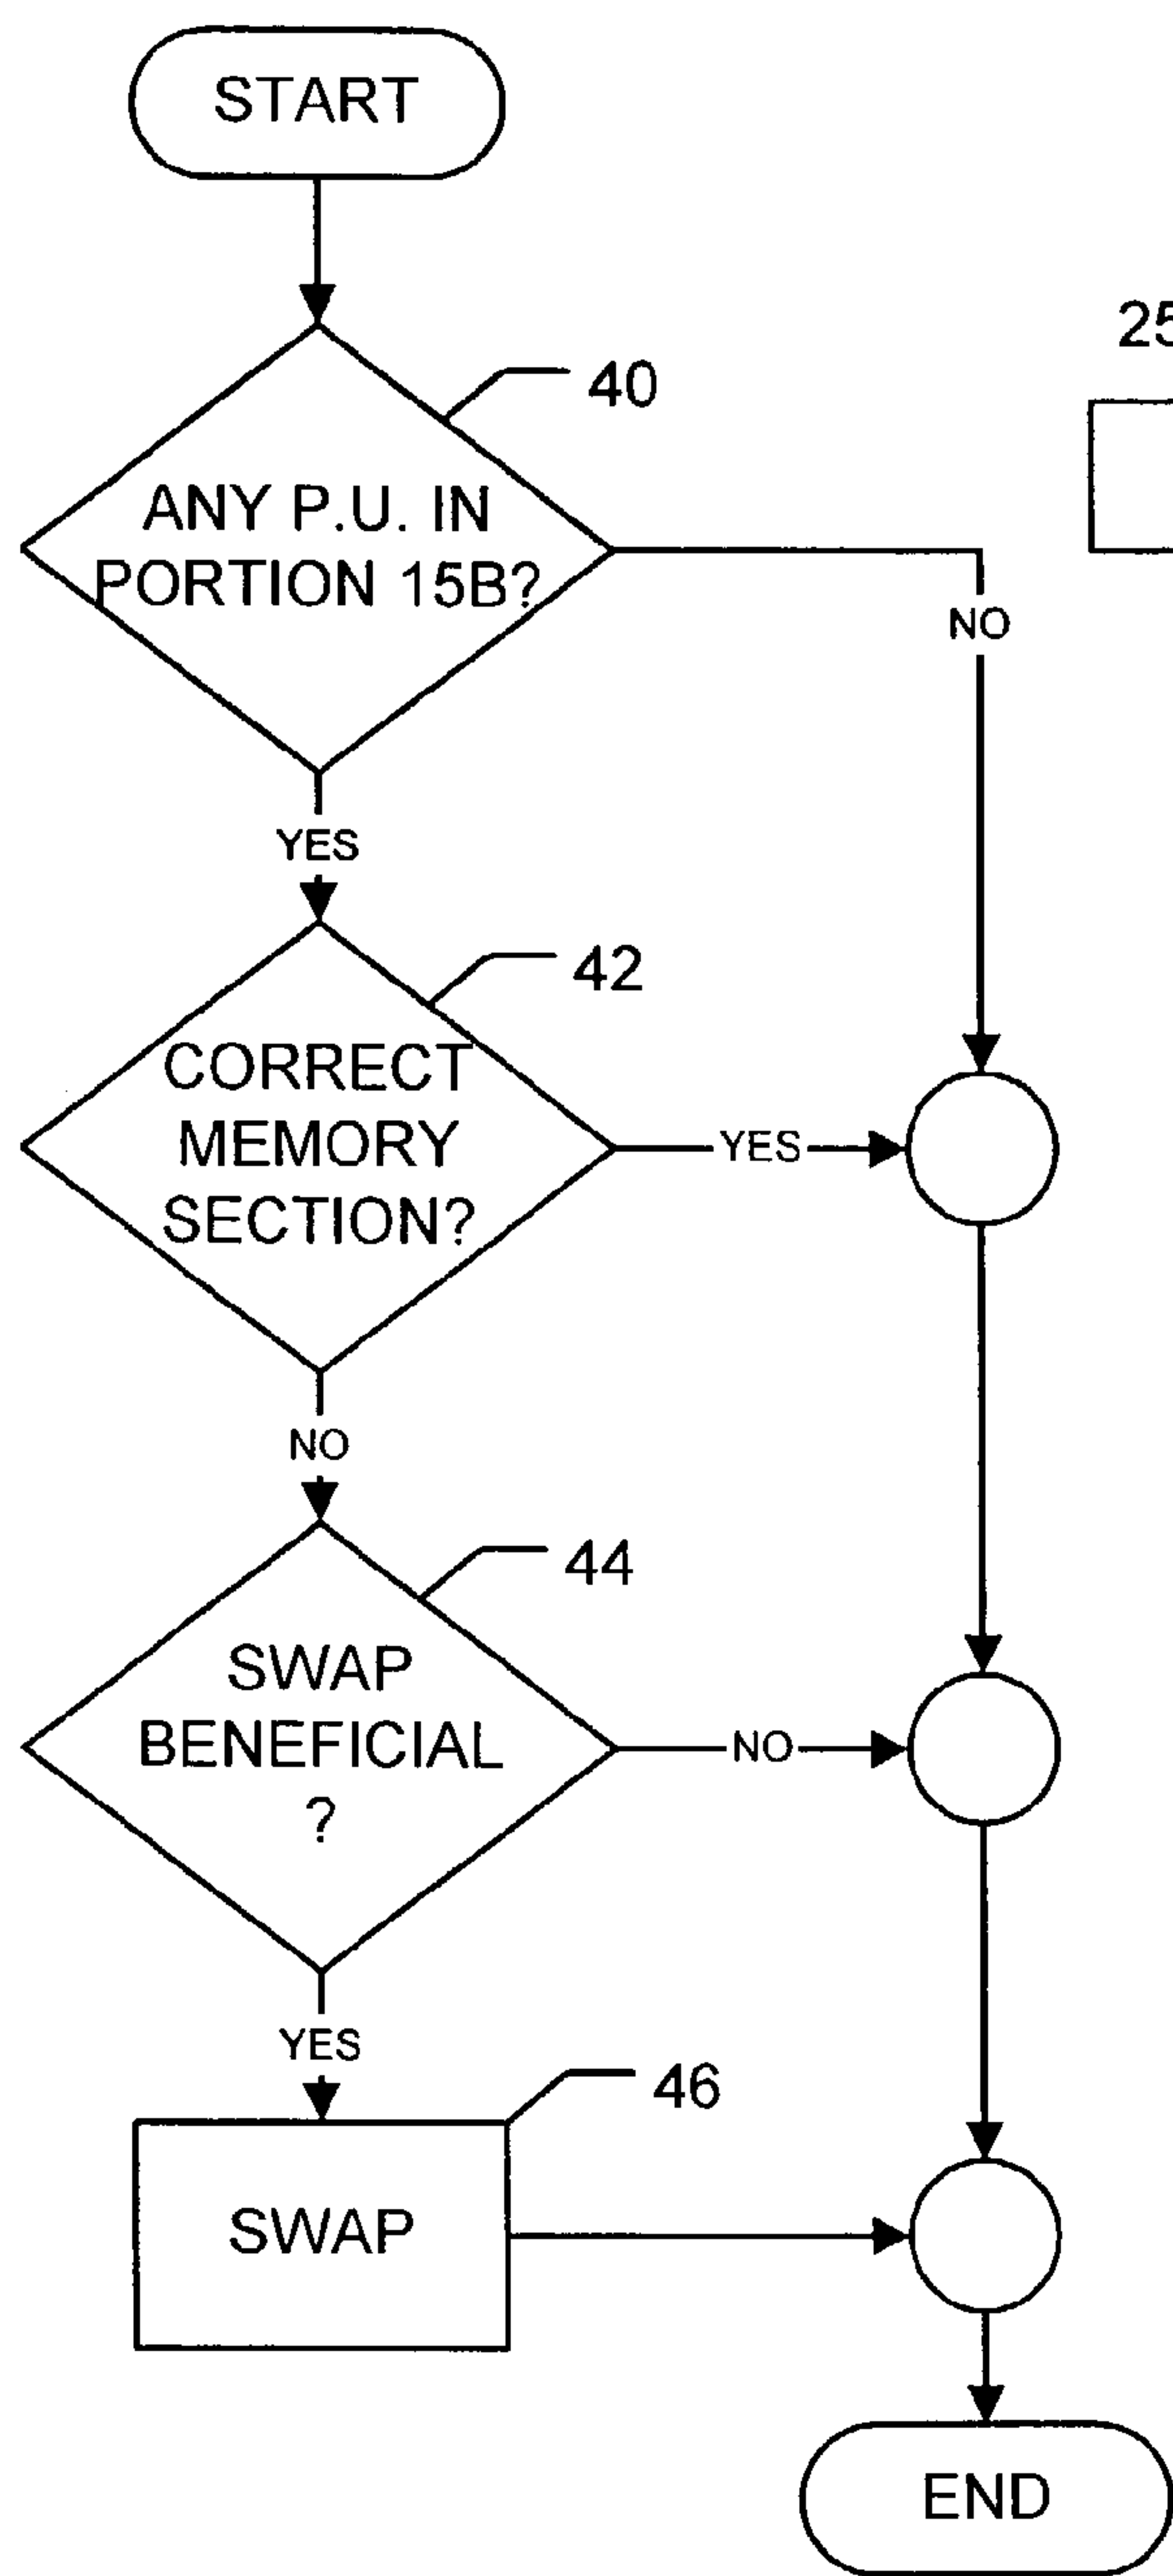 START
40
25
ANY P.U. IN
PORTION 15B?
NO
YES
42
CORRECT
MEMORY
SECTION?
YES
NO
44
SWAP
BENEFICIAL
?
NO
YES
46
SWAP
END